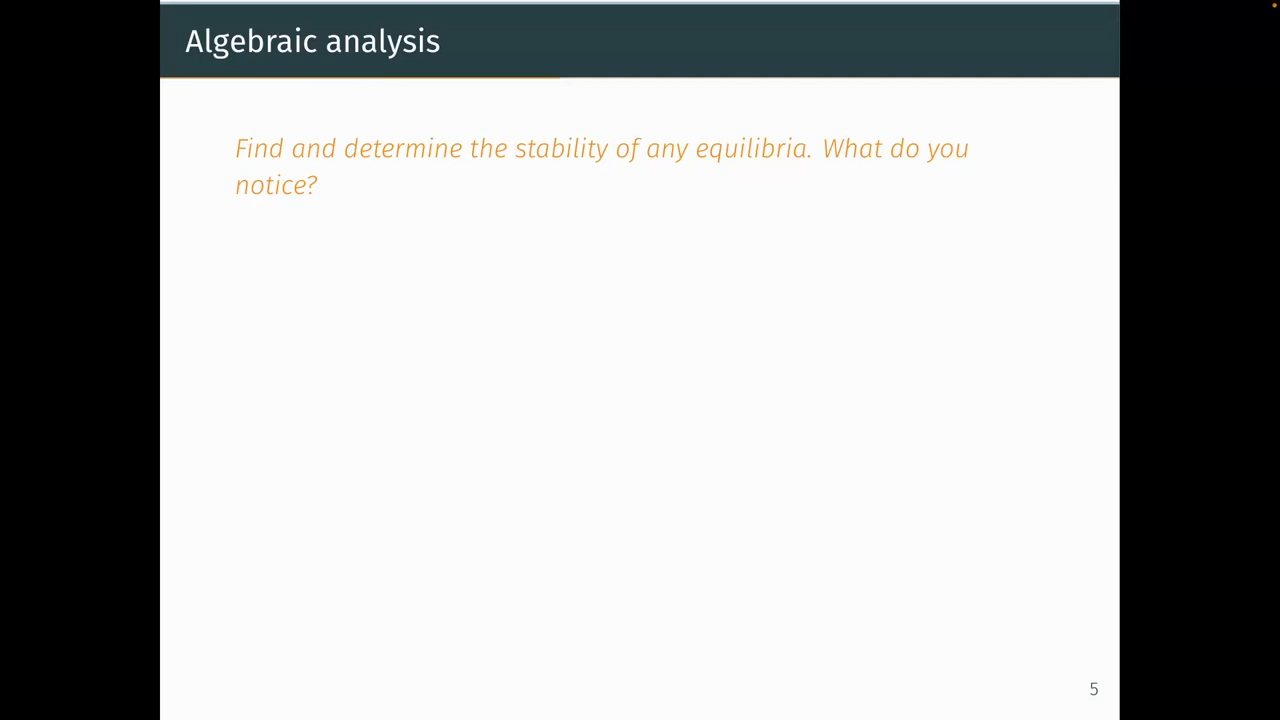 Algebraic analysis
Find and determine the stability of any equilibria. What do you
notice?
5